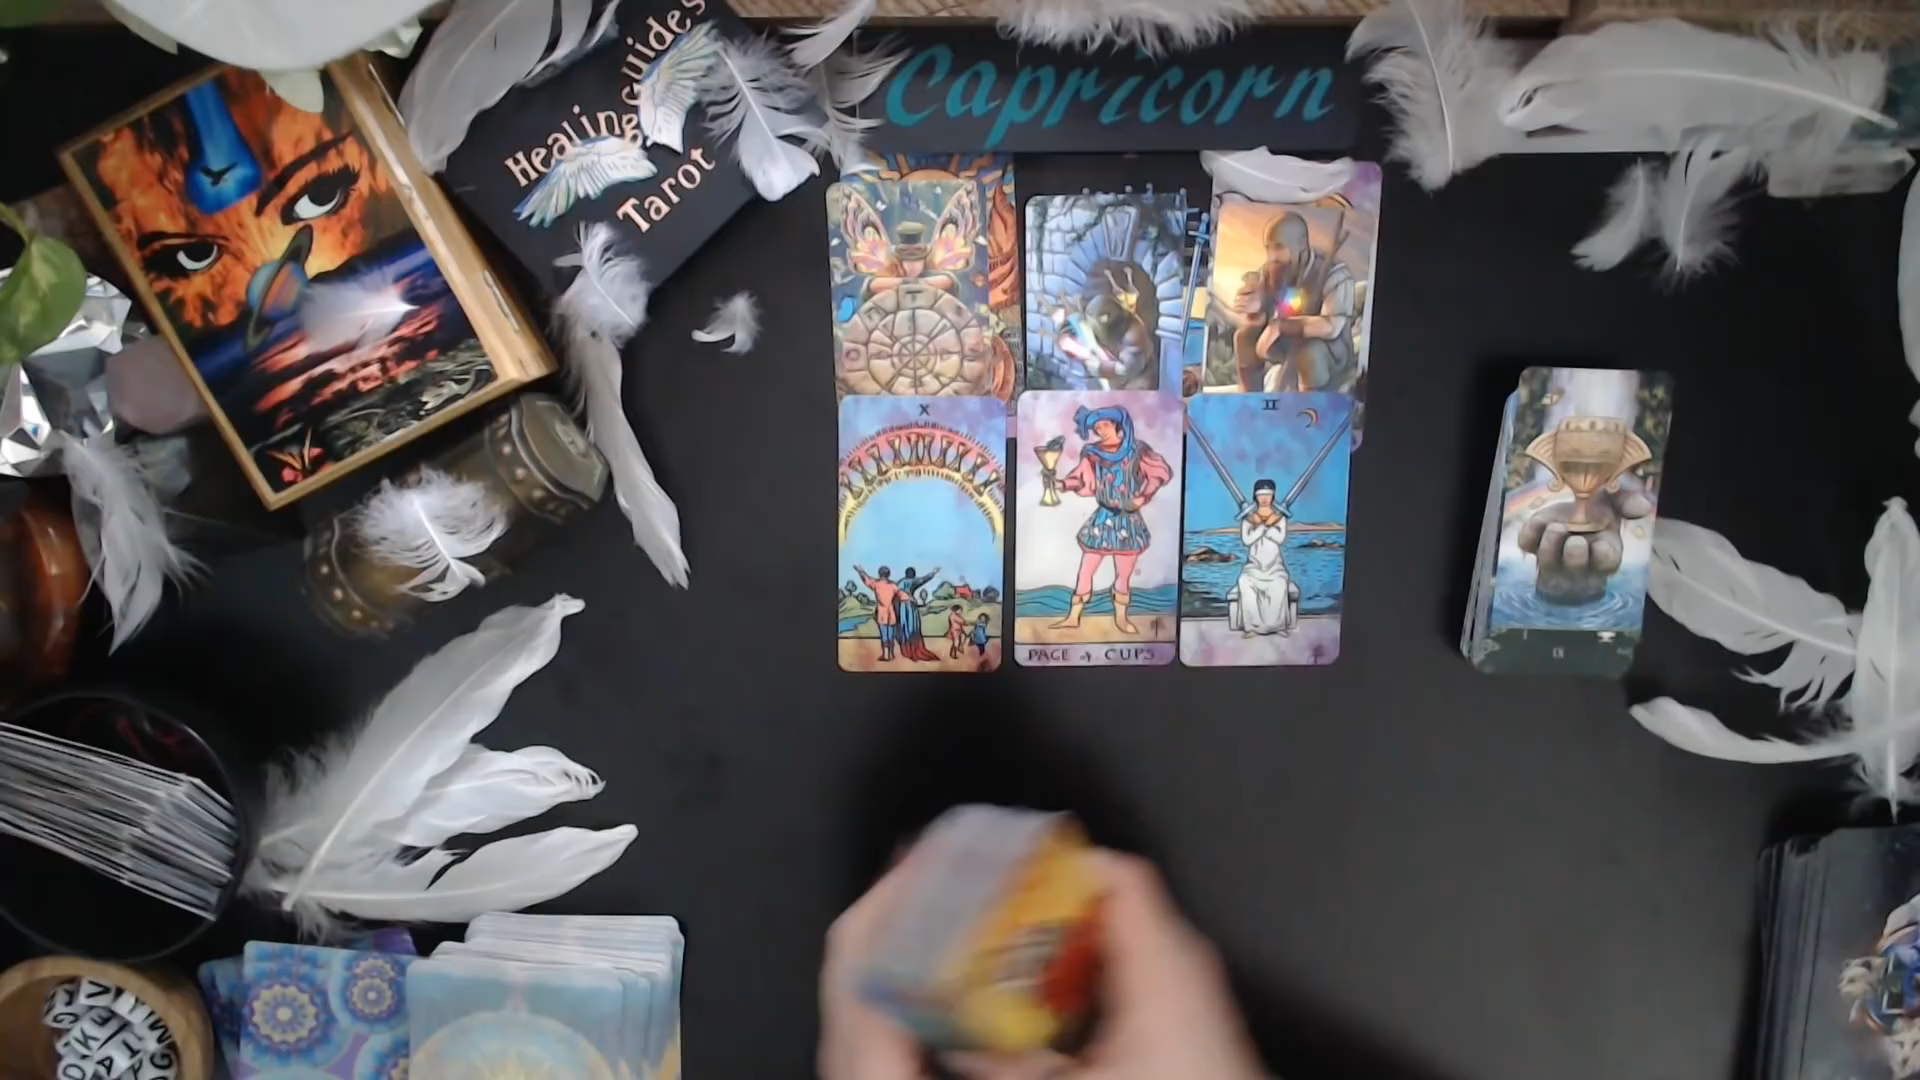 Healing guides
Tarot
Capricorn
X
PAGE of CUPS
II